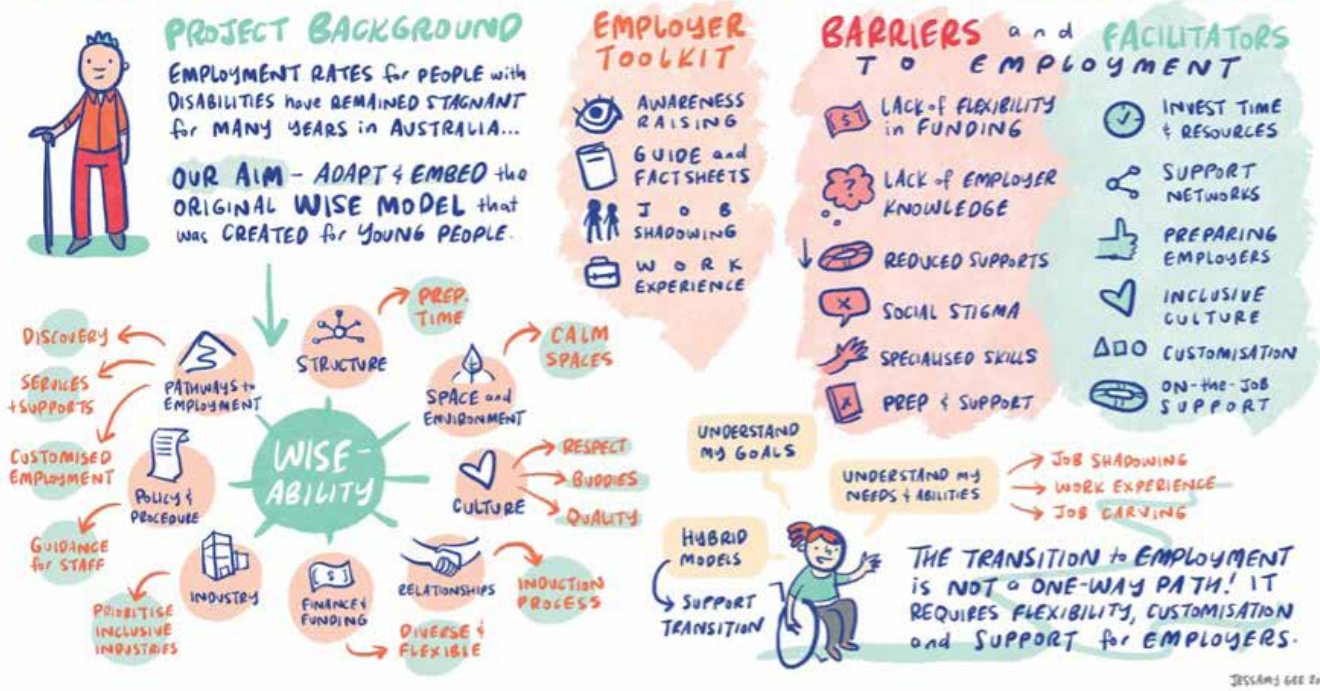 PROJECT BACKGROUND
EMPLOYMENT RATES for PEOPLE with
DISABILITIES have REMAINED STAGNANT
for MANY YEARS in AUSTRALIA...
OUR AIM - ADAPT & EMBED the
ORIGINAL WISE MODEL that
was CREATED for YOUNG PEOPLE.
EMPLOYER
TOOLKIT
AWARENESS
RAISING
GUIDE and
FACTSHEETS
JOB
SHADOWING
WORK
EXPERIENCE
BARRIERS and FACILITATORS
TO EMPLOYMENT
$
LACK of FLEXIBILITY
in FUNDING
?
LACK of EMPLOYER
KNOWLEDGE
REDUCED SUPPORTS
x
SOCIAL STIGMA
SPECIALISED SKILLS
x
PREP & SUPPORT
INVEST TIME
& RESOURCES
SUPPORT
NETWORKS
PREPARING
EMPLOYERS
INCLUSIVE
CULTURE
CUSTOMISATION
ON-the-JOB
SUPPORT
WISE-
ABILITY
PATHWAYS to
EMPLOYMENT
DISCOVERY
SERVICES
+ SUPPORTS
CUSTOMISED
EMPLOYMENT
STRUCTURE
PREP.
TIME
SPACE and
ENVIRONMENT
CALM
SPACES
CULTURE
RESPECT
BUDDIES
QUALITY
RELATIONSHIPS
INDUCTION
PROCESS
$
FINANCE &
FUNDING
DIVERSE &
FLEXIBLE
INDUSTRY
PRIORITISE
INCLUSIVE
INDUSTRIES
POLICY &
PROCEDURE
GUIDANCE
for STAFF
UNDERSTAND
MY GOALS
UNDERSTAND MY
NEEDS & ABILITIES
JOB SHADOWING
WORK EXPERIENCE
JOB CARVING
HYBRID
MODELS
SUPPORT
TRANSITION
THE TRANSITION to EMPLOYMENT
is NOT a ONE-WAY PATH! IT
REQUIRES FLEXIBILITY, CUSTOMISATION
and SUPPORT for EMPLOYERS.
JESSAMY GEE